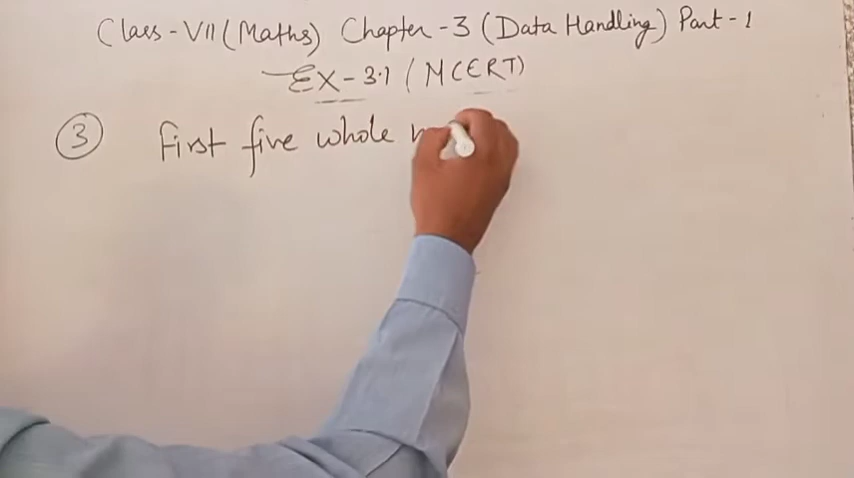 Class - VII (Maths) Chapter - 3 (Data Handling) Part - 1
Ex - 3.1 (NCERT)
3 First five whole